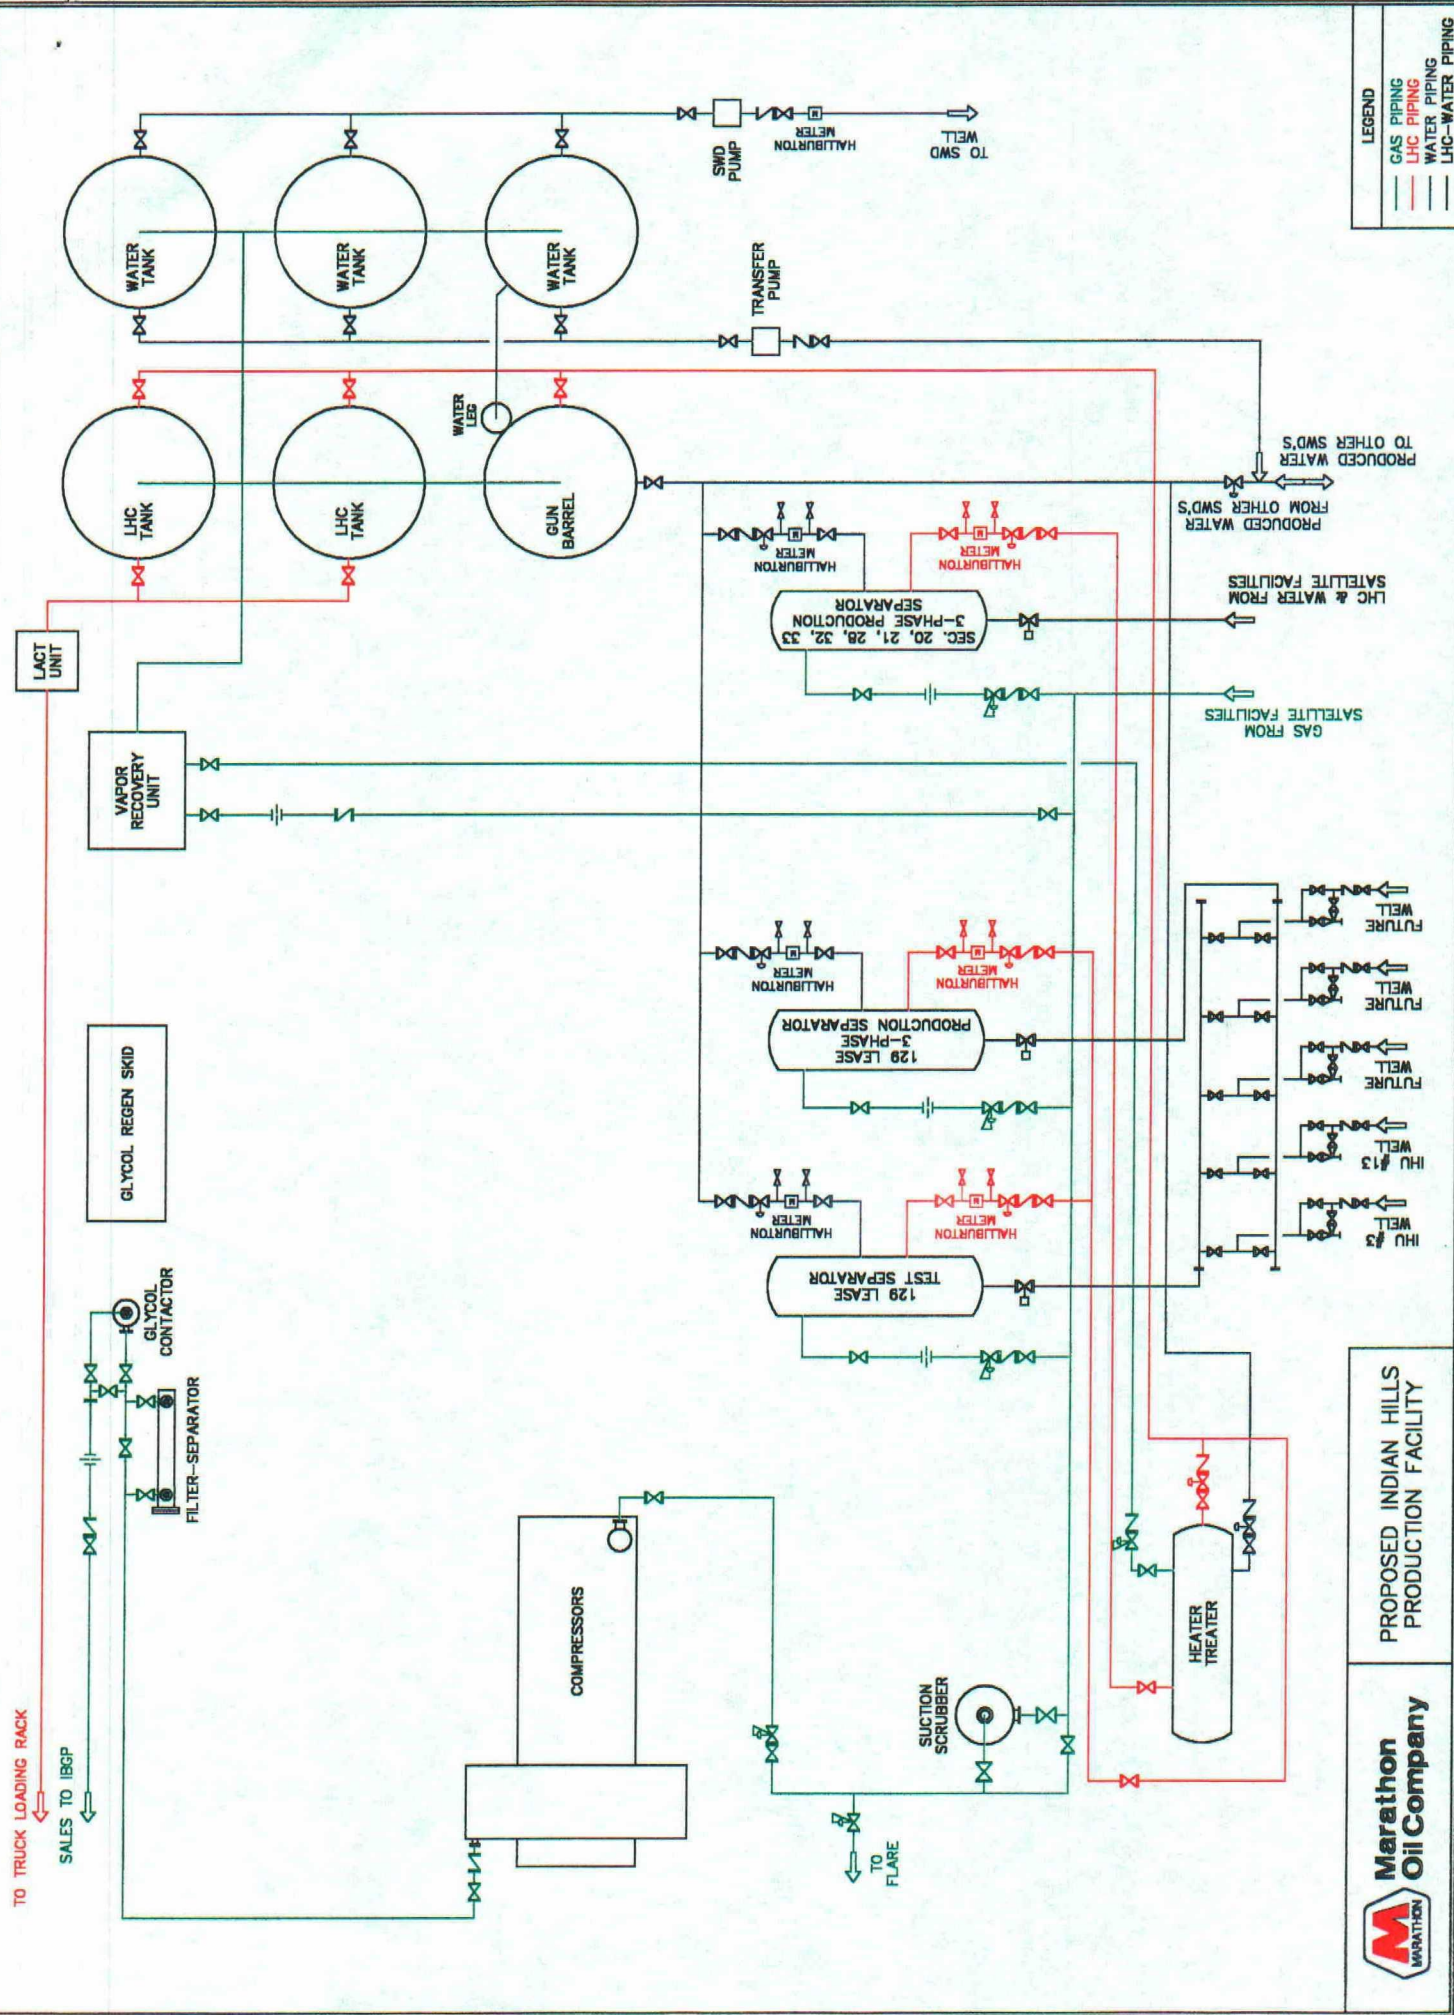 TO TRUCK LOADING RACK
SALES TO IBGP
GLYCOL
CONTACTOR
FILTER-SEPARATOR
GLYCOL REGEN SKID
VAPOR
RECOVERY
UNIT
LACT
UNIT
LHC
TANK
LHC
TANK
GUN
BARREL
WATER
LEG
WATER
TANK
WATER
TANK
WATER
TANK
SWD
PUMP
M
HALLIBURTON
METER
TO SWD
WELL
TRANSFER
PUMP
COMPRESSORS
SUCTION
SCRUBBER
TO
FLARE
HEATER
TREATER
129 LEASE
TEST SEPARATOR
M
HALLIBURTON
METER
M
HALLIBURTON
METER
129 LEASE
3-PHASE
PRODUCTION SEPARATOR
M
HALLIBURTON
METER
M
HALLIBURTON
METER
SEC. 20, 21, 28, 32, 33
3-PHASE PRODUCTION
SEPARATOR
M
HALLIBURTON
METER
M
HALLIBURTON
METER
IHU #3
WELL
IHU #13
WELL
FUTURE
WELL
FUTURE
WELL
FUTURE
WELL
GAS FROM
SATELLITE FACILITIES
LHC & WATER FROM
SATELLITE FACILITIES
PRODUCED WATER
FROM OTHER SWD'S
PRODUCED WATER
TO OTHER SWD'S
LEGEND
GAS PIPING
LHC PIPING
WATER PIPING
LHC-WATER PIPING
MARATHON
Marathon
Oil Company
PROPOSED INDIAN HILLS
PRODUCTION FACILITY